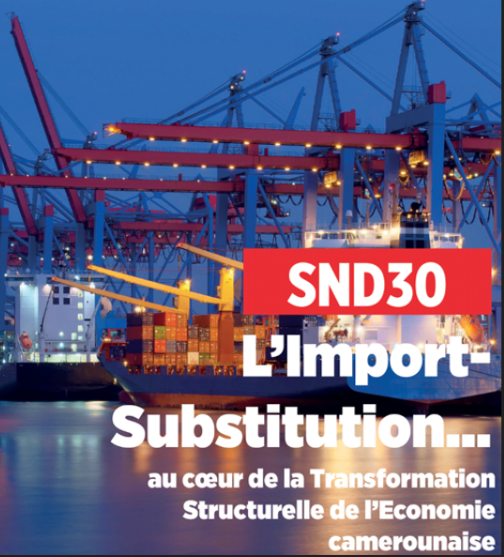 SND30
L'Import-
Substitution...
au cœur de la Transformation
Structurelle de l'Economie
camerounaise